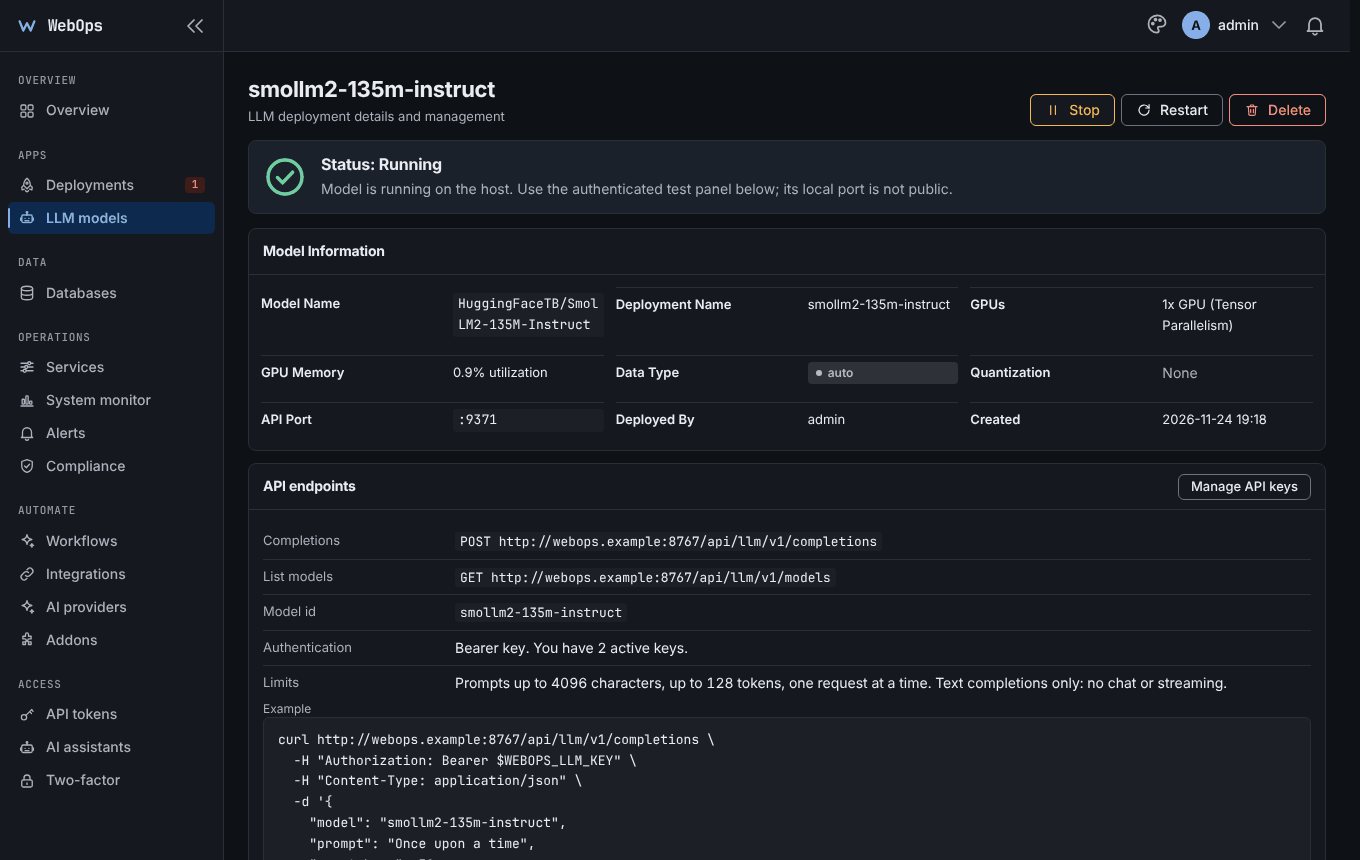 WebOps
A admin
OVERVIEW
Overview
APPS
Deployments 1
LLM models
DATA
Databases
OPERATIONS
Services
System monitor
Alerts
Compliance
AUTOMATE
Workflows
Integrations
AI providers
Addons
ACCESS
API tokens
AI assistants
Two-factor
smollm2-135m-instruct
LLM deployment details and management
Stop Restart Delete
Status: Running
Model is running on the host. Use the authenticated test panel below; its local port is not public.
Model Information
Model Name HuggingFaceTB/Smol
LM2-135M-Instruct
Deployment Name smollm2-135m-instruct
GPUs 1x GPU (Tensor
Parallelism)
GPU Memory 0.9% utilization
Data Type auto
Quantization None
API Port :9371
Deployed By admin
Created 2026-11-24 19:18
API endpoints Manage API keys
Completions POST http://webops.example:8767/api/llm/v1/completions
List models GET http://webops.example:8767/api/llm/v1/models
Model id smollm2-135m-instruct
Authentication Bearer key. You have 2 active keys.
Limits Prompts up to 4096 characters, up to 128 tokens, one request at a time. Text completions only: no chat or streaming.
Example
curl http://webops.example:8767/api/llm/v1/completions \
-H "Authorization: Bearer $WEBOPS_LLM_KEY" \
-H "Content-Type: application/json" \
-d '{
"model": "smollm2-135m-instruct",
"prompt": "Once upon a time",